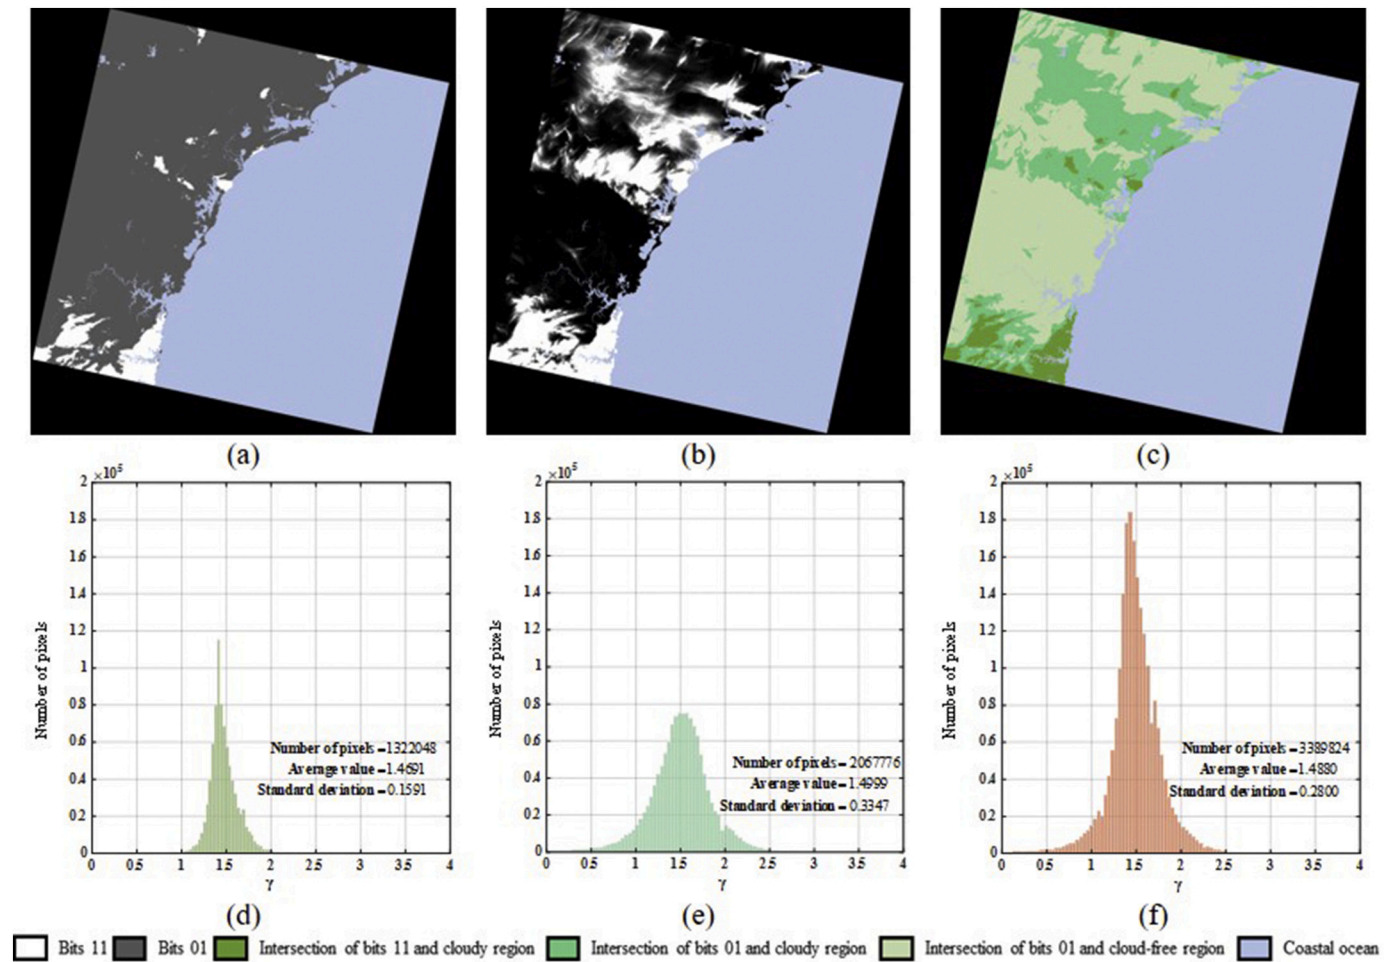 (a) (b) (c)
×10⁵ ×10⁵ ×10⁵
2 2 2
1.8 1.8 1.8
1.6 1.6 1.6
1.4 1.4 1.4
1.2 1.2 1.2
1 1 1
0.8 0.8 0.8
0.6 0.6 0.6
0.4 0.4 0.4
0.2 0.2 0.2
0 0 0
Number of pixels Number of pixels Number of pixels
Number of pixels =1322048
Average value =1.4691
Standard deviation =0.1591
Number of pixels = 2067776
Average value =1.4999
Standard deviation =0.3347
Number of pixels =3389824
Average value =1.4880
Standard deviation =0.2800
0 0.5 1 1.5 2 2.5 3 3.5 4 0 0.5 1 1.5 2 2.5 3 3.5 4 0 0.5 1 1.5 2 2.5 3 3.5 4
γ γ γ
(d) (e) (f)
Bits 11 Bits 01 Intersection of bits 11 and cloudy region Intersection of bits 01 and cloudy region Intersection of bits 01 and cloud-free region Coastal ocean